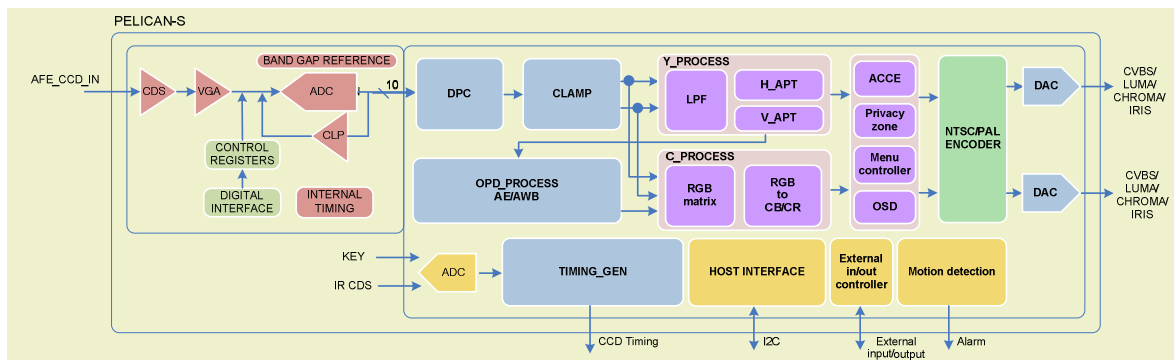 PELICAN-S
AFE_CCD_IN
CDS
VGA
BAND GAP REFERENCE
ADC
CLP
10
CONTROL
REGISTERS
DIGITAL
INTERFACE
INTERNAL
TIMING
DPC
CLAMP
Y_PROCESS
LPF
H_APT
V_APT
OPD_PROCESS
AE/AWB
C_PROCESS
RGB
matrix
RGB
to
CB/CR
ACCE
Privacy
zone
Menu
controller
OSD
NTSC/PAL
ENCODER
DAC
CVBS/
LUMA/
CHROMA/
IRIS
DAC
CVBS/
LUMA/
CHROMA/
IRIS
KEY
IR CDS
ADC
TIMING_GEN
HOST INTERFACE
External
in/out
controller
Motion detection
CCD Timing
I2C
External
input/output
Alarm